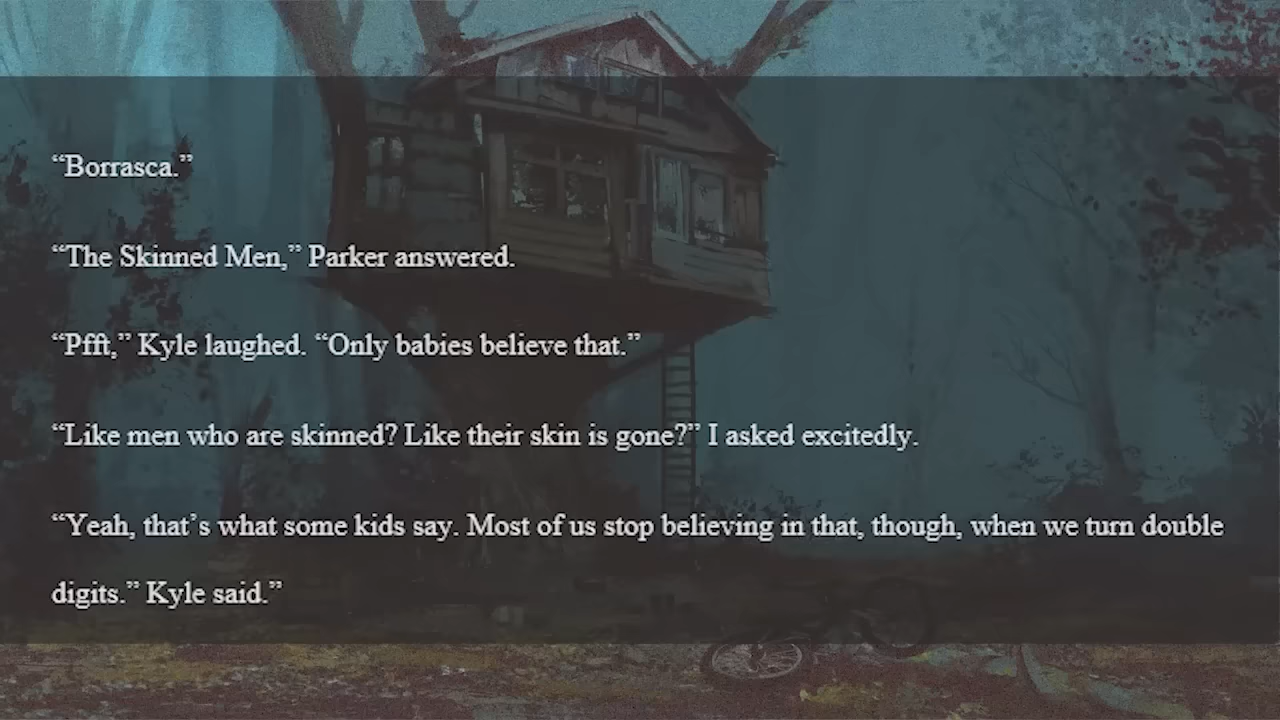 “Borrasca.”
“The Skinned Men,” Parker answered.
“Pfft,” Kyle laughed. “Only babies believe that.”
“Like men who are skinned? Like their skin is gone?” I asked excitedly.
“Yeah, that’s what some kids say. Most of us stop believing in that, though, when we turn double
digits.” Kyle said.”